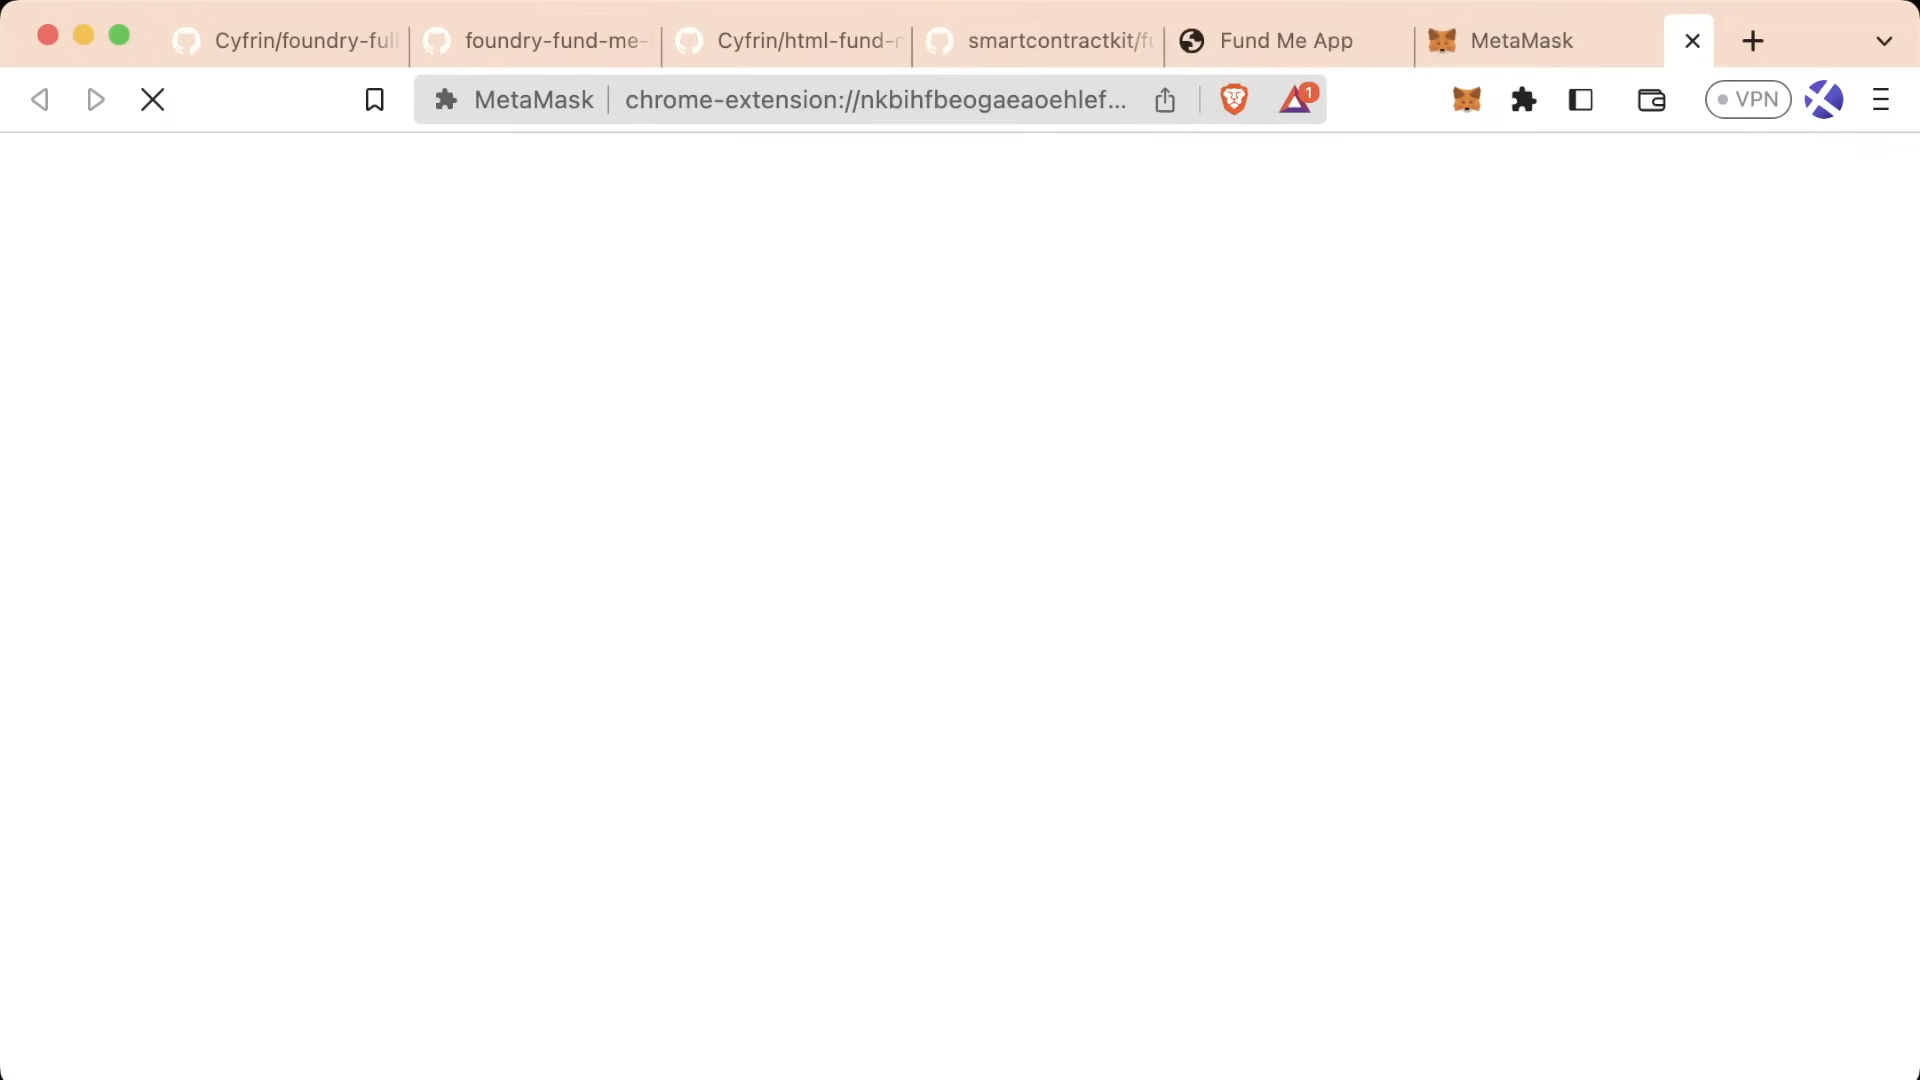 Cyfrin/foundry-full
foundry-fund-me-
Cyfrin/html-fund-
smartcontractkit/
Fund Me App
MetaMask
MetaMask
chrome-extension://nkbihfbeogaeaoehlef...
1
VPN